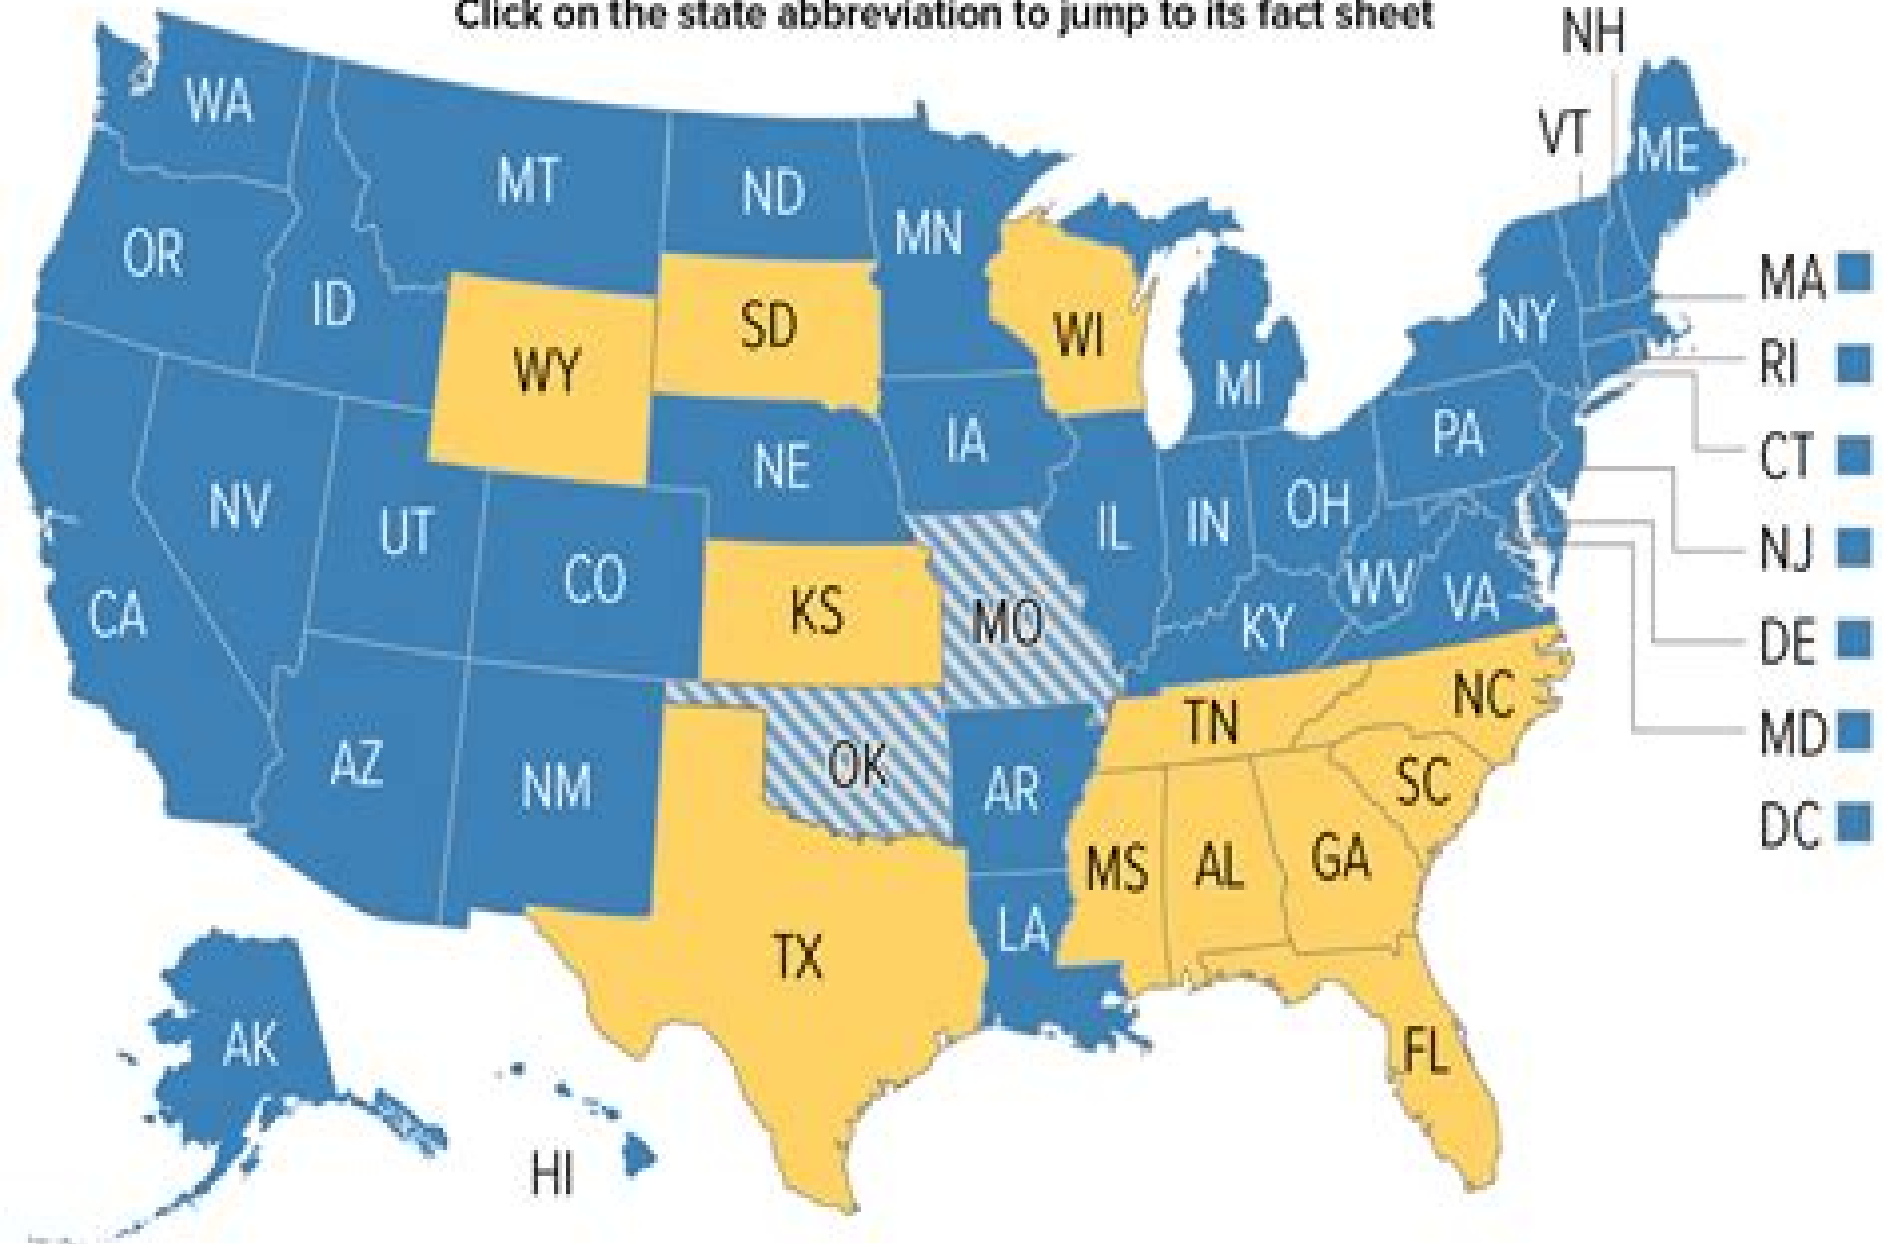 Click on the state abbreviation to jump to its fact sheet
NH
WA
VT
ME
MT
ND
MN
OR
MA
ID
SD
WI
NY
WY
RI
MI
IA
PA
CT
NE
NV
UT
IL
IN
OH
NJ
CO
WV
VA
CA
KS
MO
KY
DE
NC
TN
MD
AZ
OK
NM
AR
SC
DC
MS
AL
GA
LA
TX
AK
FL
HI